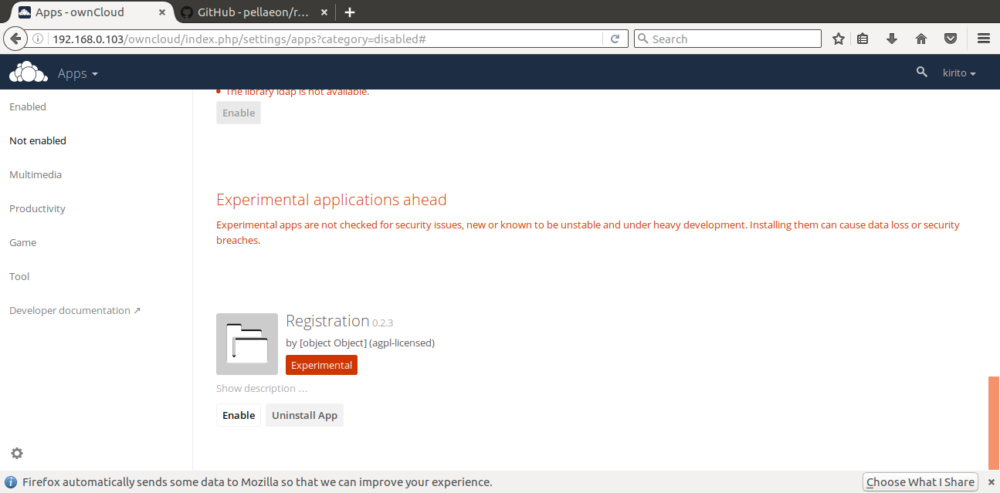 Apps - ownCloud
GitHub - pellaeon/r...
192.168.0.103/owncloud/index.php/settings/apps?category=disabled#
Search
Apps
kirito
Enabled
Not enabled
Multimedia
Productivity
Game
Tool
Developer documentation ↗
• The library ldap is not available.
Enable
Experimental applications ahead
Experimental apps are not checked for security issues, new or known to be unstable and under heavy development. Installing them can cause data loss or security
breaches.
Registration 0.2.3
by [object Object] (agpl-licensed)
Experimental
Show description …
Enable Uninstall App
Firefox automatically sends some data to Mozilla so that we can improve your experience.
Choose What I Share